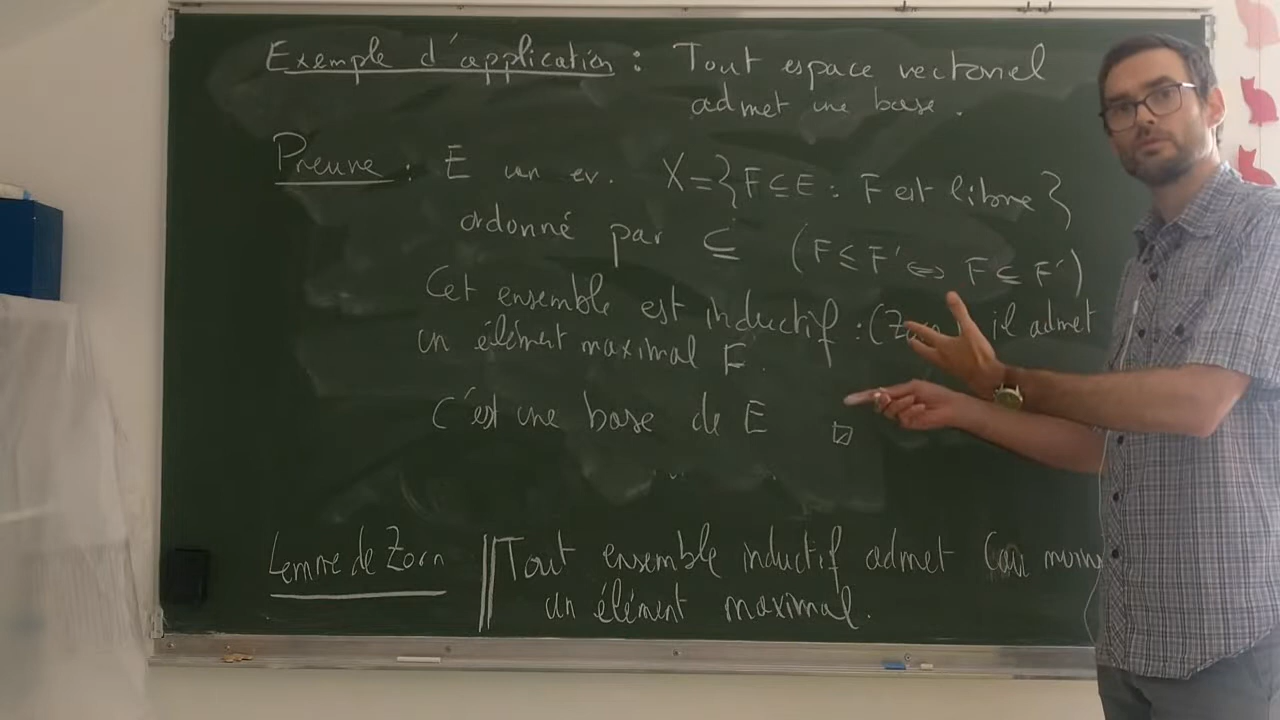 Exemple d'application : Tout espace vectoriel
admet une base.
Preuve : E un ev. X={F⊆E : F est libre}
ordonné par ⊆ (F≤F'⇔ F⊆F')
Cet ensemble est inductif : (Zorn) il admet
un élément maximal F.
C'est une base de E □
Lemme de Zorn || Tout ensemble inductif admet (au moins
un élément maximal.